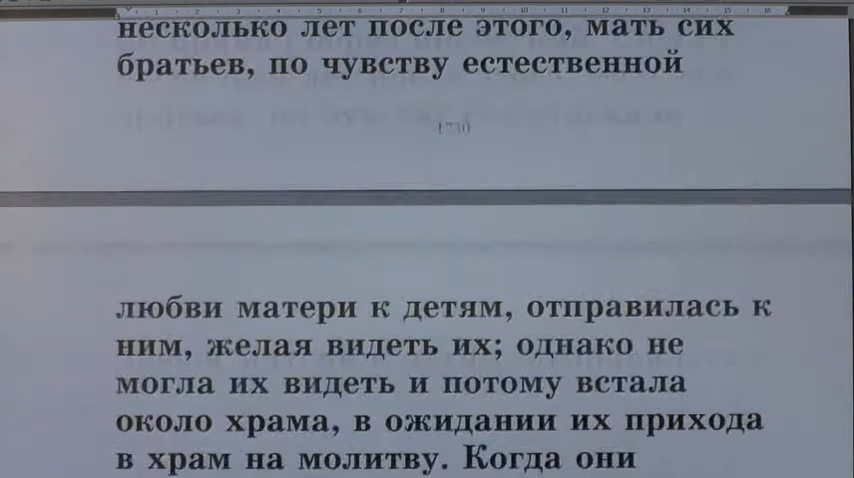 несколько лет после этого, мать сих
братьев, по чувству естественной
1730
любви матери к детям, отправилась к
ним, желая видеть их; однако не
могла их видеть и потому встала
около храма, в ожидании их прихода
в храм на молитву. Когда они